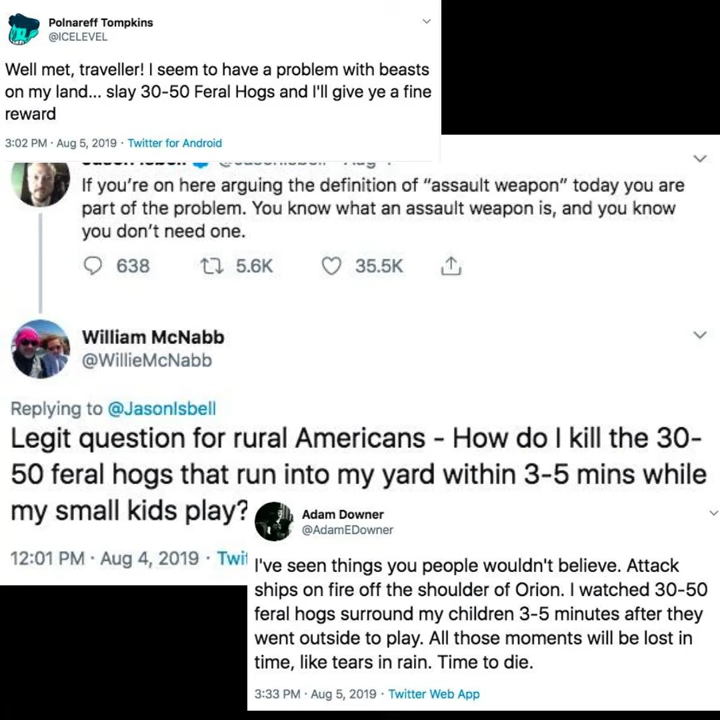 Polnareff Tompkins
@ICELEVEL
Well met, traveller! I seem to have a problem with beasts
on my land... slay 30-50 Feral Hogs and I'll give ye a fine
reward
3:02 PM · Aug 5, 2019 · Twitter for Android
If you're on here arguing the definition of “assault weapon” today you are
part of the problem. You know what an assault weapon is, and you know
you don't need one.
638 5.6K 35.5K
William McNabb
@WillieMcNabb
Replying to @JasonIsbell
Legit question for rural Americans - How do I kill the 30-
50 feral hogs that run into my yard within 3-5 mins while
my small kids play?
12:01 PM · Aug 4, 2019 · Twit
Adam Downer
@AdamEDowner
I've seen things you people wouldn't believe. Attack
ships on fire off the shoulder of Orion. I watched 30-50
feral hogs surround my children 3-5 minutes after they
went outside to play. All those moments will be lost in
time, like tears in rain. Time to die.
3:33 PM · Aug 5, 2019 · Twitter Web App